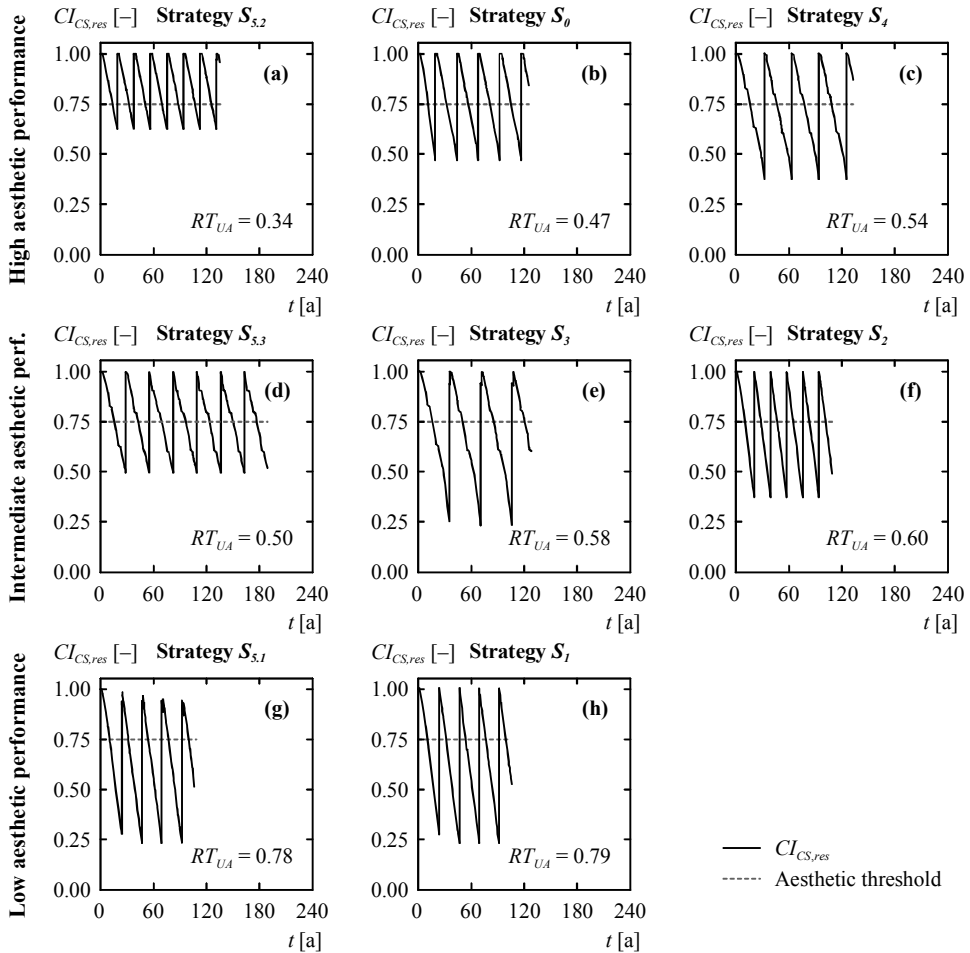 CI_CS,res [–] Strategy S_5.2
CI_CS,res [–] Strategy S_0
CI_CS,res [–] Strategy S_4
High aesthetic performance
1.00
0.75
0.50
0.25
0.00
(a)
RT_UA = 0.34
0 60 120 180 240
t [a]
1.00
0.75
0.50
0.25
0.00
(b)
RT_UA = 0.47
0 60 120 180 240
t [a]
1.00
0.75
0.50
0.25
0.00
(c)
RT_UA = 0.54
0 60 120 180 240
t [a]
CI_CS,res [–] Strategy S_5.3
CI_CS,res [–] Strategy S_3
CI_CS,res [–] Strategy S_2
Intermediate aesthetic perf.
1.00
0.75
0.50
0.25
0.00
(d)
RT_UA = 0.50
0 60 120 180 240
t [a]
1.00
0.75
0.50
0.25
0.00
(e)
RT_UA = 0.58
0 60 120 180 240
t [a]
1.00
0.75
0.50
0.25
0.00
(f)
RT_UA = 0.60
0 60 120 180 240
t [a]
CI_CS,res [–] Strategy S_5.1
CI_CS,res [–] Strategy S_1
Low aesthetic performance
1.00
0.75
0.50
0.25
0.00
(g)
RT_UA = 0.78
0 60 120 180 240
t [a]
1.00
0.75
0.50
0.25
0.00
(h)
RT_UA = 0.79
0 60 120 180 240
t [a]
CI_CS,res
Aesthetic threshold